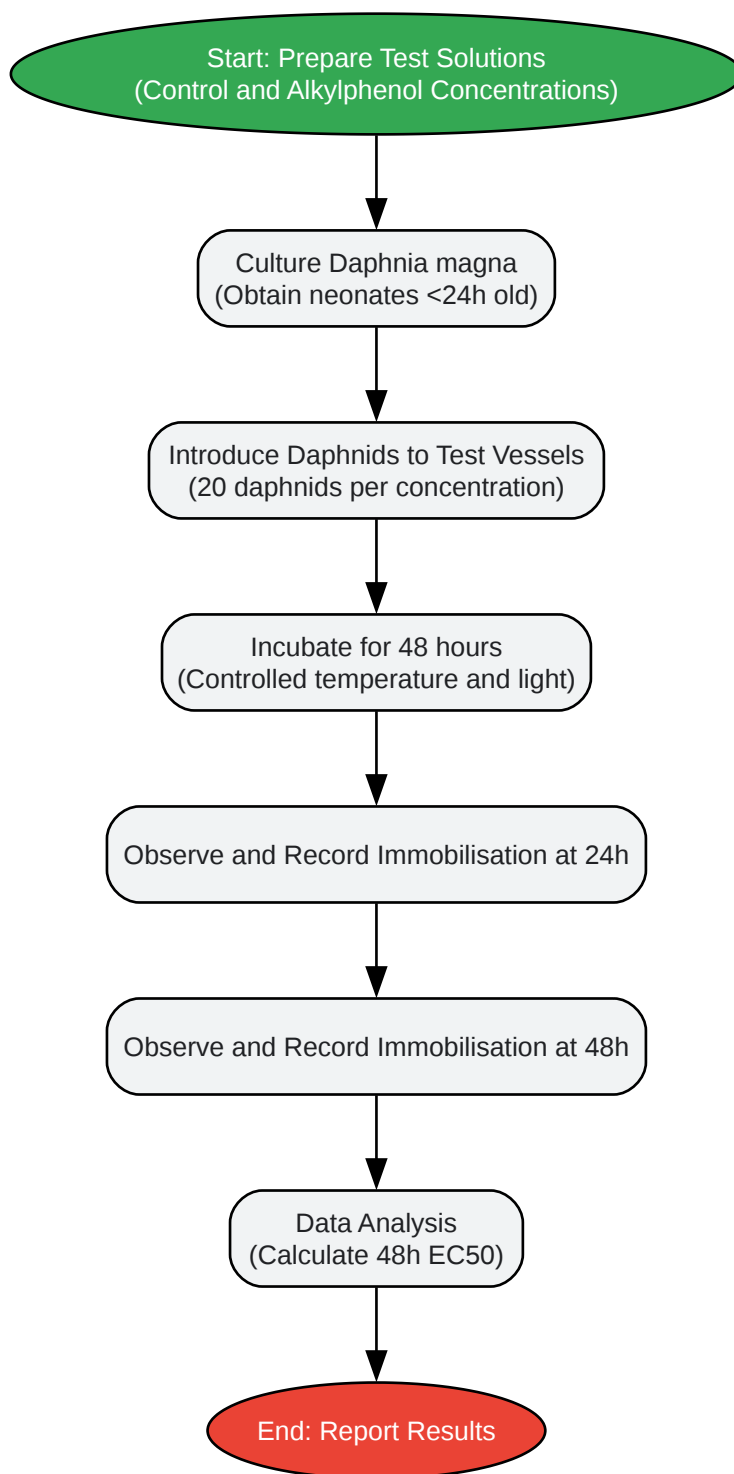 Start: Prepare Test Solutions
(Control and Alkylphenol Concentrations)
Culture Daphnia magna
(Obtain neonates <24h old)
Introduce Daphnids to Test Vessels
(20 daphnids per concentration)
Incubate for 48 hours
(Controlled temperature and light)
Observe and Record Immobilisation at 24h
Observe and Record Immobilisation at 48h
Data Analysis
(Calculate 48h EC50)
End: Report Results